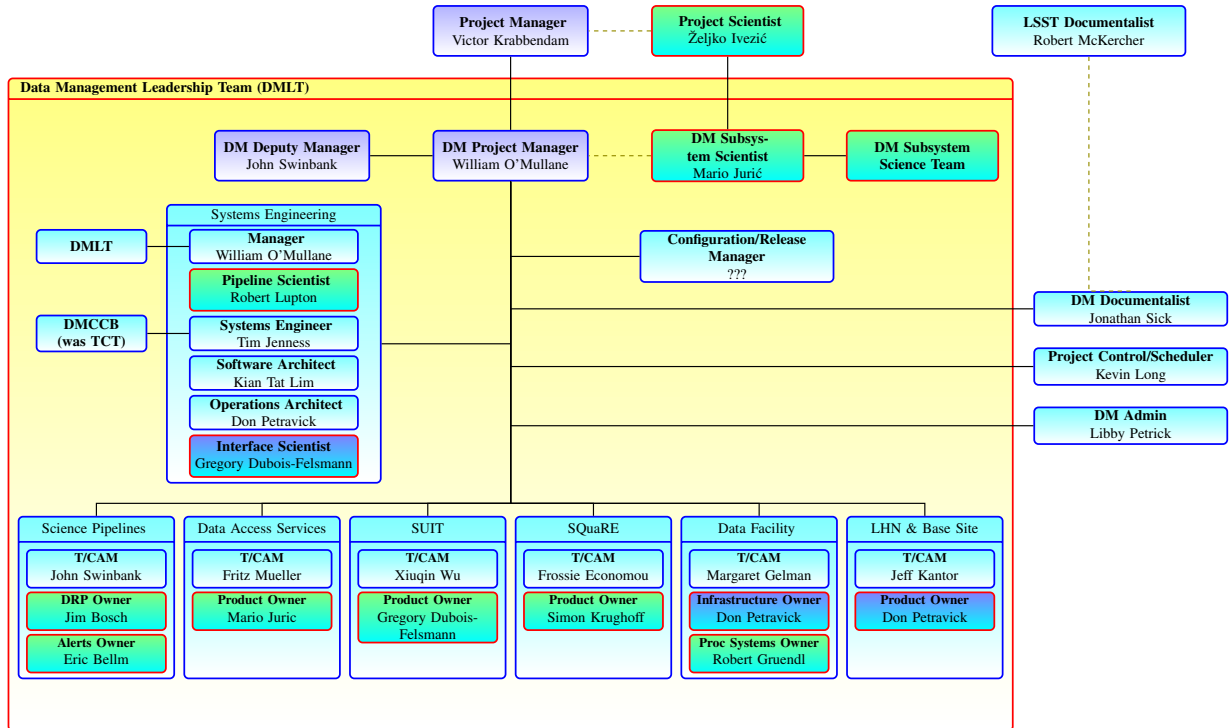 Project Manager
Victor Krabbendam
Project Scientist
Željko Ivezić
LSST Documentalist
Robert McKercher
Data Management Leadership Team (DMLT)
DM Deputy Manager
John Swinbank
DM Project Manager
William O’Mullane
DM Subsys-
tem Scientist
Mario Jurić
DM Subsystem
Science Team
Systems Engineering
DMLT
Manager
William O’Mullane
Pipeline Scientist
Robert Lupton
DMCCB
(was TCT)
Systems Engineer
Tim Jenness
Software Architect
Kian Tat Lim
Operations Architect
Don Petravick
Interface Scientist
Gregory Dubois-Felsmann
Configuration/Release
Manager
???
DM Documentalist
Jonathan Sick
Project Control/Scheduler
Kevin Long
DM Admin
Libby Petrick
Science Pipelines
T/CAM
John Swinbank
DRP Owner
Jim Bosch
Alerts Owner
Eric Bellm
Data Access Services
T/CAM
Fritz Mueller
Product Owner
Mario Juric
SUIT
T/CAM
Xiuqin Wu
Product Owner
Gregory Dubois-
Felsmann
SQuaRE
T/CAM
Frossie Economou
Product Owner
Simon Krughoff
Data Facility
T/CAM
Margaret Gelman
Infrastructure Owner
Don Petravick
Proc Systems Owner
Robert Gruendl
LHN & Base Site
T/CAM
Jeff Kantor
Product Owner
Don Petravick